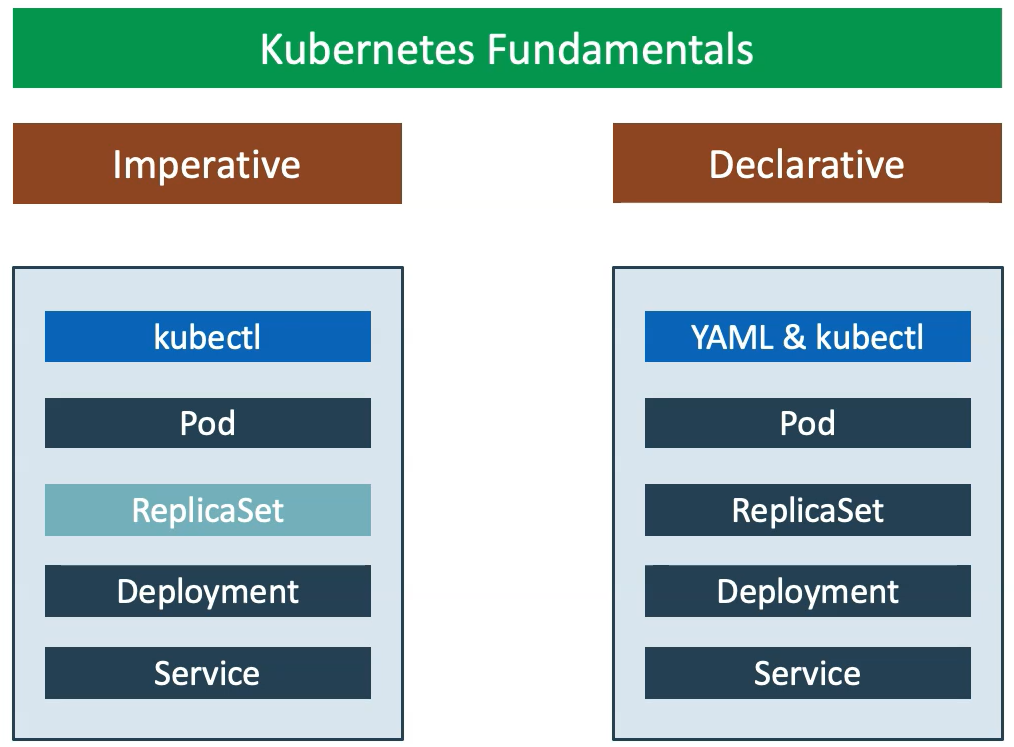 Kubernetes Fundamentals
Imperative
Declarative
kubectl
Pod
ReplicaSet
Deployment
Service
YAML & kubectl
Pod
ReplicaSet
Deployment
Service